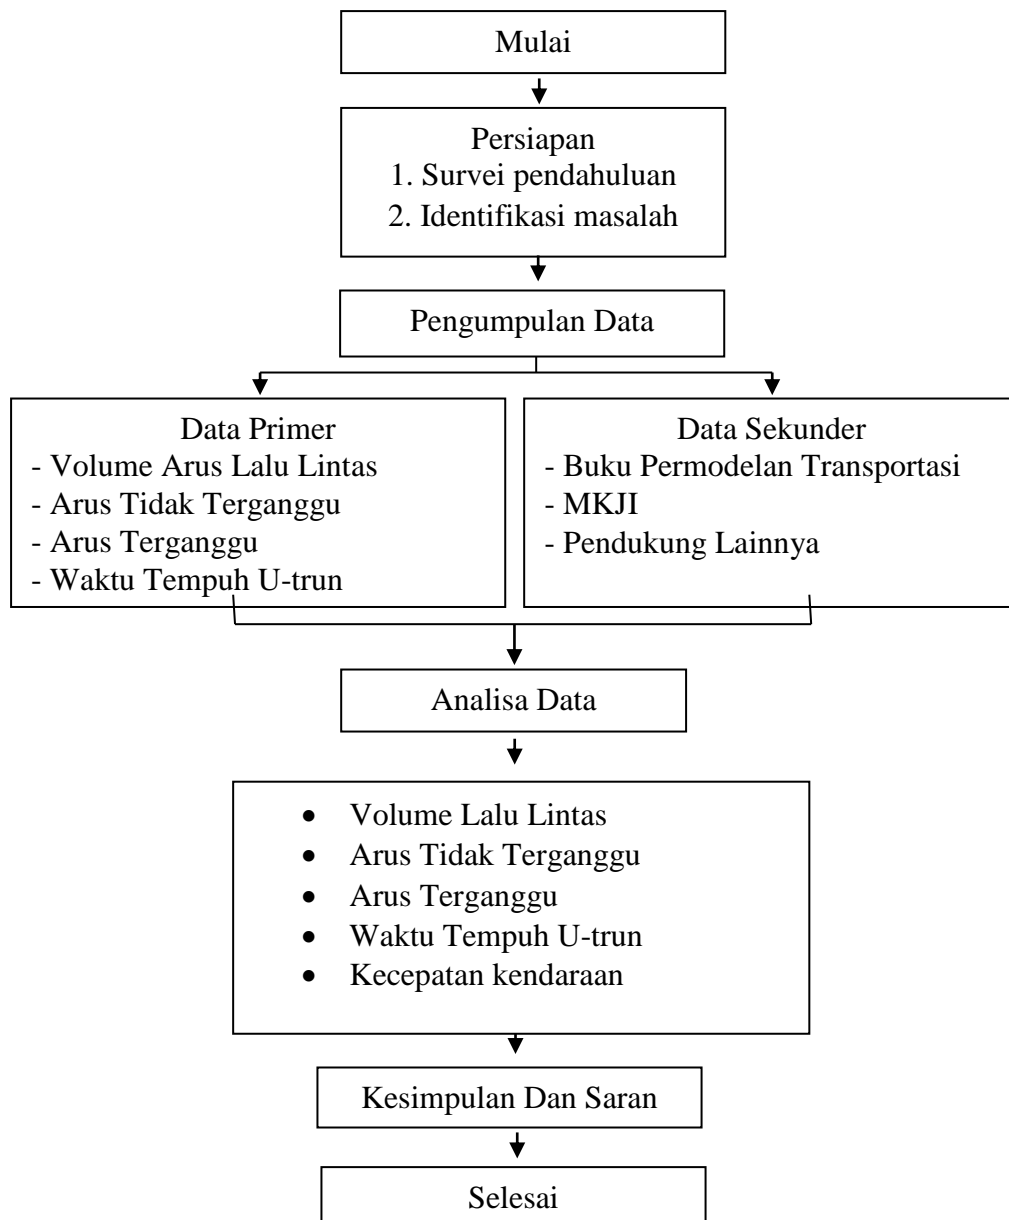 Mulai
Persiapan
1. Survei pendahuluan
2. Identifikasi masalah
Pengumpulan Data
Data Primer
- Volume Arus Lalu Lintas
- Arus Tidak Terganggu
- Arus Terganggu
- Waktu Tempuh U-trun
Data Sekunder
- Buku Permodelan Transportasi
- MKJI
- Pendukung Lainnya
Analisa Data
• Volume Lalu Lintas
• Arus Tidak Terganggu
• Arus Terganggu
• Waktu Tempuh U-trun
• Kecepatan kendaraan
Kesimpulan Dan Saran
Selesai